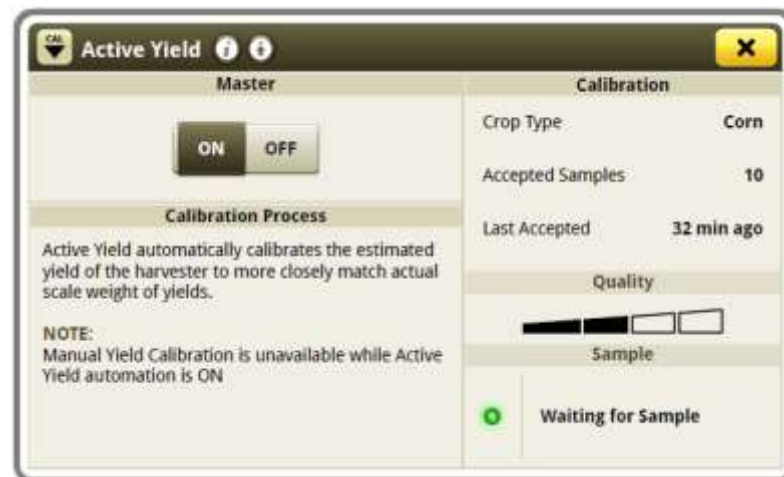 CAL
Active Yield
Master
ON OFF
Calibration Process
Active Yield automatically calibrates the estimated
yield of the harvester to more closely match actual
scale weight of yields.
NOTE:
Manual Yield Calibration is unavailable while Active
Yield automation is ON
Calibration
Crop Type Corn
Accepted Samples 10
Last Accepted 32 min ago
Quality
Sample
Waiting for Sample